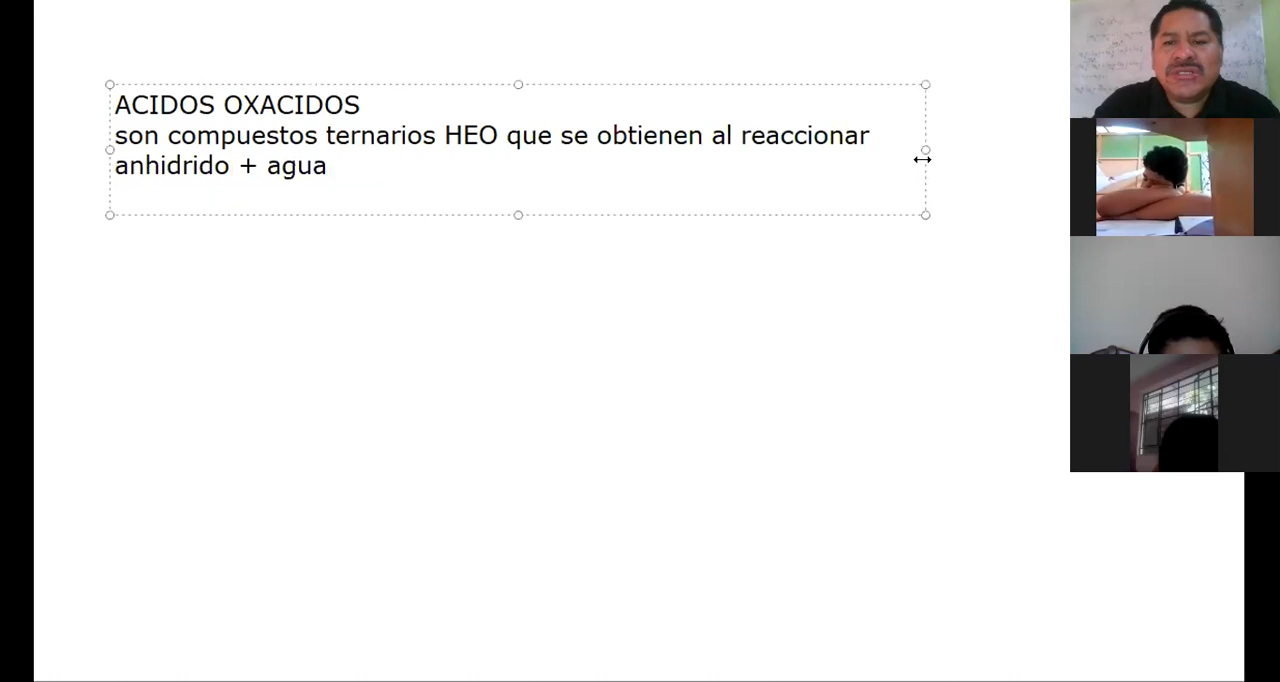 ACIDOS OXACIDOS
son compuestos ternarios HEO que se obtienen al reaccionar
anhidrido + agua